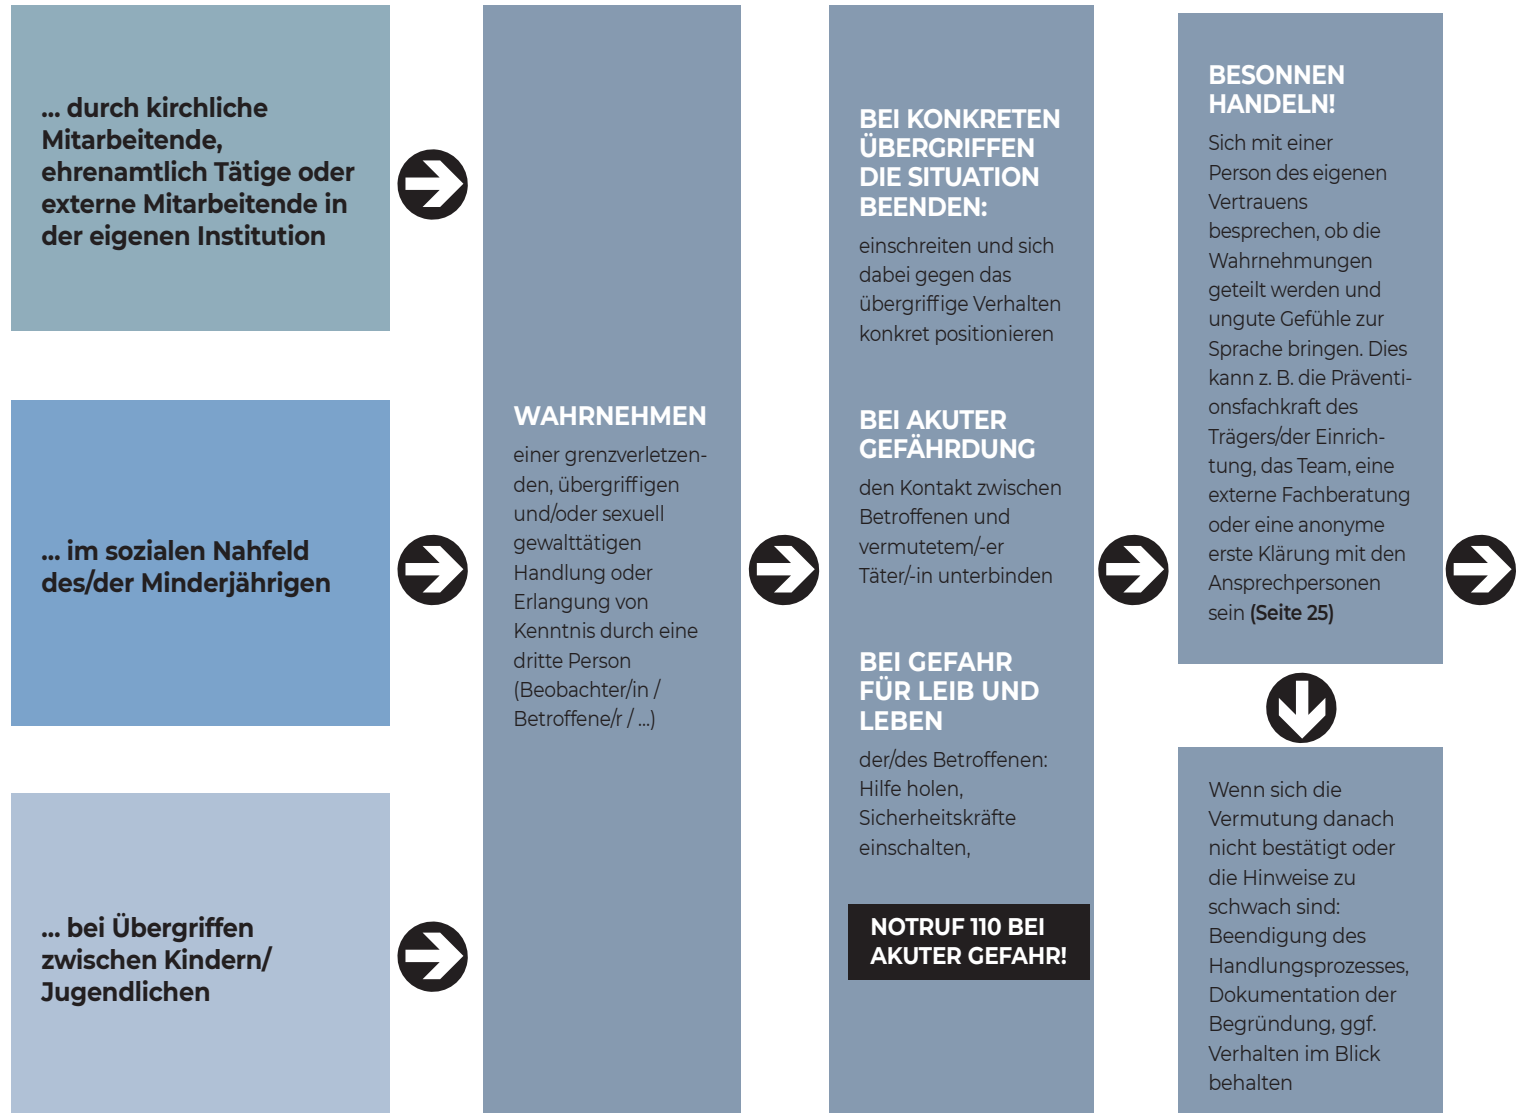 ... durch kirchliche
Mitarbeitende,
ehrenamtlich Tätige oder
externe Mitarbeitende in
der eigenen Institution
... im sozialen Nahfeld
des/der Minderjährigen
... bei Übergriffen
zwischen Kindern/
Jugendlichen
WAHRNEHMEN
einer grenzverletzen-
den, übergriffigen
und/oder sexuell
gewalttätigen
Handlung oder
Erlangung von
Kenntnis durch eine
dritte Person
(Beobachter/in /
Betroffene/r / ...)
BEI KONKRETEN
ÜBERGRIFFEN
DIE SITUATION
BEENDEN:
einschreiten und sich
dabei gegen das
übergriffige Verhalten
konkret positionieren
BEI AKUTER
GEFÄHRDUNG
den Kontakt zwischen
Betroffenen und
vermutetem/-er
Täter/-in unterbinden
BEI GEFAHR
FÜR LEIB UND
LEBEN
der/des Betroffenen:
Hilfe holen,
Sicherheitskräfte
einschalten,
NOTRUF 110 BEI
AKUTER GEFAHR!
BESONNEN
HANDELN!
Sich mit einer
Person des eigenen
Vertrauens
besprechen, ob die
Wahrnehmungen
geteilt werden und
ungute Gefühle zur
Sprache bringen. Dies
kann z. B. die Präventi-
onsfachkraft des
Trägers/der Einrich-
tung, das Team, eine
externe Fachberatung
oder eine anonyme
erste Klärung mit den
Ansprechpersonen
sein (Seite 25)
Wenn sich die
Vermutung danach
nicht bestätigt oder
die Hinweise zu
schwach sind:
Beendigung des
Handlungsprozesses,
Dokumentation der
Begründung, ggf.
Verhalten im Blick
behalten